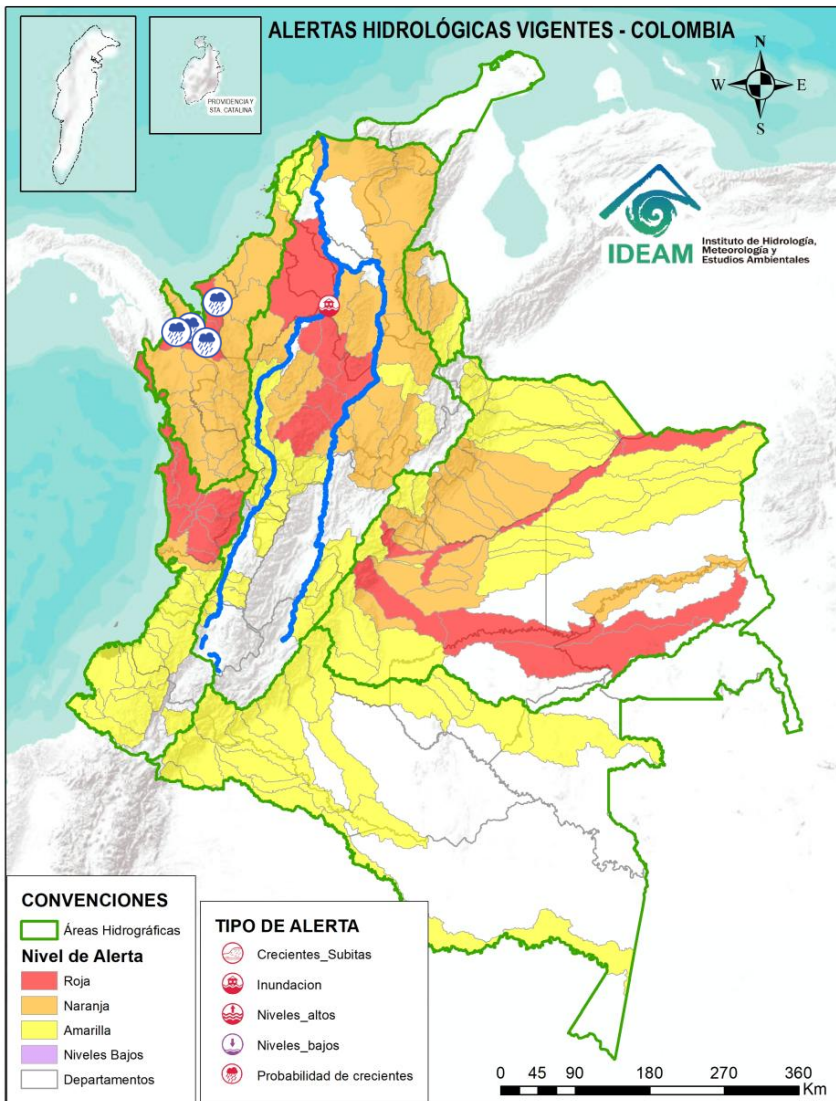 ALERTAS HIDROLÓGICAS VIGENTES - COLOMBIA
PROVIDENCIA Y
STA. CATALINA
N
W
E
S
IDEAM
Instituto de Hidrología,
Meteorología y
Estudios Ambientales
CONVENCIONES
Áreas Hidrográficas
Nivel de Alerta
Roja
Naranja
Amarilla
Niveles Bajos
Departamentos
TIPO DE ALERTA
Crecientes_Subitas
Inundacion
Niveles_altos
Niveles_bajos
Probabilidad de crecientes
0 45 90 180 270 360
Km